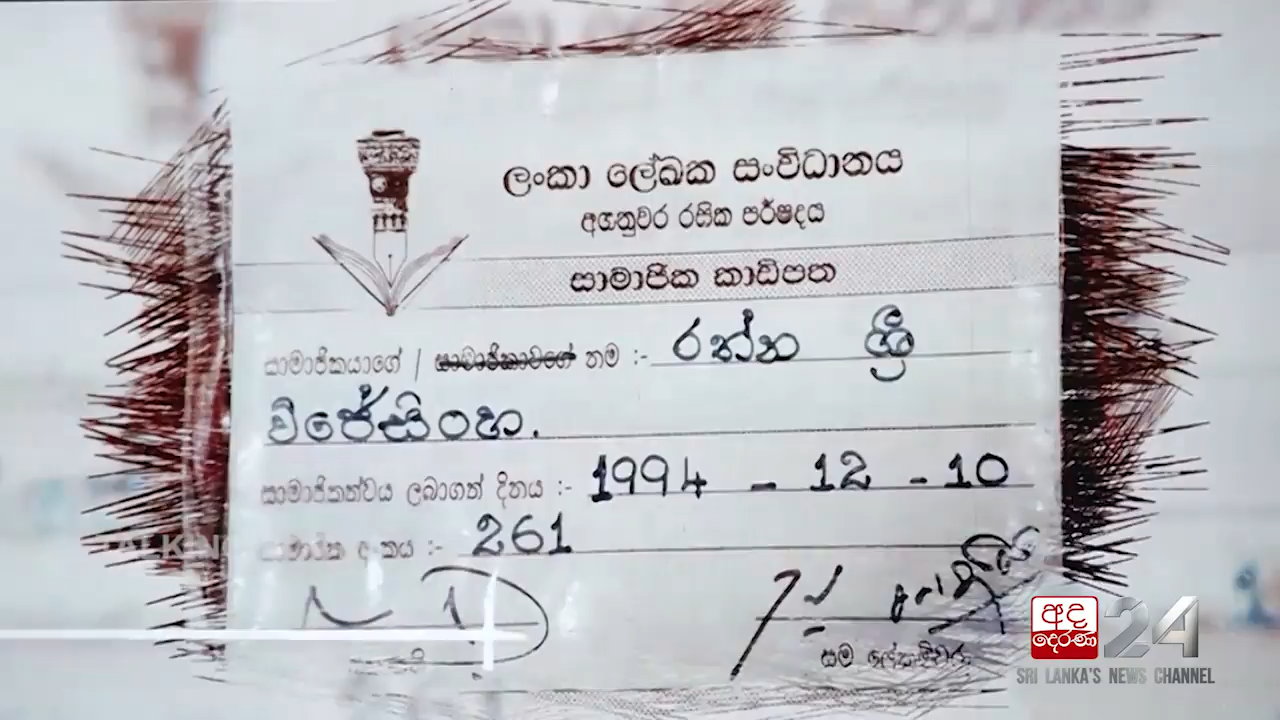 ලංකා ලේඛක සංවිධානය
අගනුවර රසික පර්ෂදය
සාමාජික කාඩ්පත
සාමාජිකයාගේ / සාමාජිකාවගේ නම :- රත්න ශ්‍රී
විජේසිංහ.
සාමාජිකත්වය ලබාගත් දිනය :- 1994 - 12 - 10
අංකය :- 261
සම ලේකම්වරු
අද දෙරණ 24
SRI LANKA'S NEWS CHANNEL